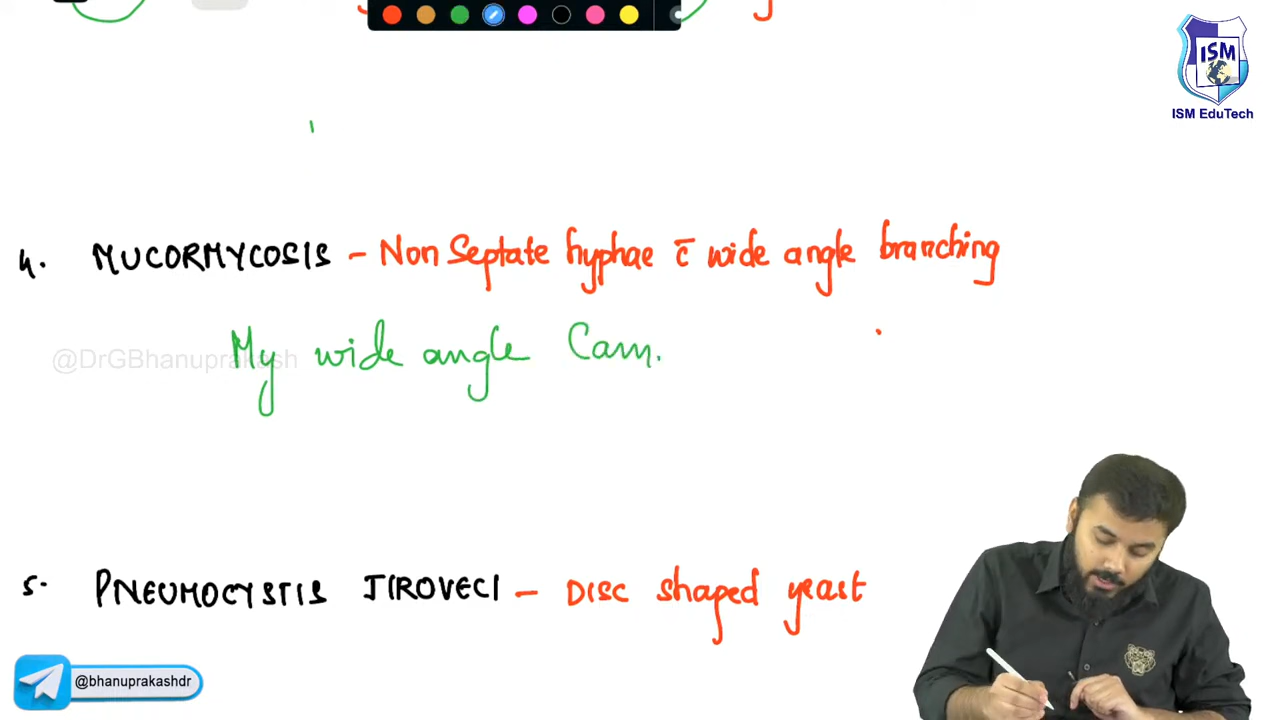 ISM
ISM EduTech
4. MUCORMYCOSIS - Non Septate hyphae c̄ wide angle branching
My wide angle Cam.
@DrGBhanuprakash
5. PNEUMOCYSTIS JIROVECI - DISC shaped yeast
@bhanuprakashdr